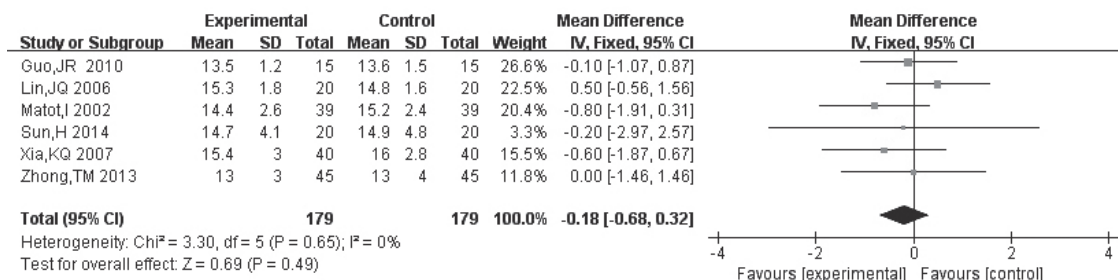 Experimental Control Mean Difference Mean Difference
Study or Subgroup Mean SD Total Mean SD Total Weight IV, Fixed, 95% CI IV, Fixed, 95% CI
Guo,JR 2010 13.5 1.2 15 13.6 1.5 15 26.6% -0.10 [-1.07, 0.87]
Lin,JQ 2006 15.3 1.8 20 14.8 1.6 20 22.5% 0.50 [-0.56, 1.56]
Matot,I 2002 14.4 2.6 39 15.2 2.4 39 20.4% -0.80 [-1.91, 0.31]
Sun,H 2014 14.7 4.1 20 14.9 4.8 20 3.3% -0.20 [-2.97, 2.57]
Xia,KQ 2007 15.4 3 40 16 2.8 40 15.5% -0.60 [-1.87, 0.67]
Zhong,TM 2013 13 3 45 13 4 45 11.8% 0.00 [-1.46, 1.46]
Total (95% CI) 179 179 100.0% -0.18 [-0.68, 0.32]
Heterogeneity: Chi² = 3.30, df = 5 (P = 0.65); I² = 0%
Test for overall effect: Z = 0.69 (P = 0.49)
-4 -2 0 2 4
Favours [experimental] Favours [control]